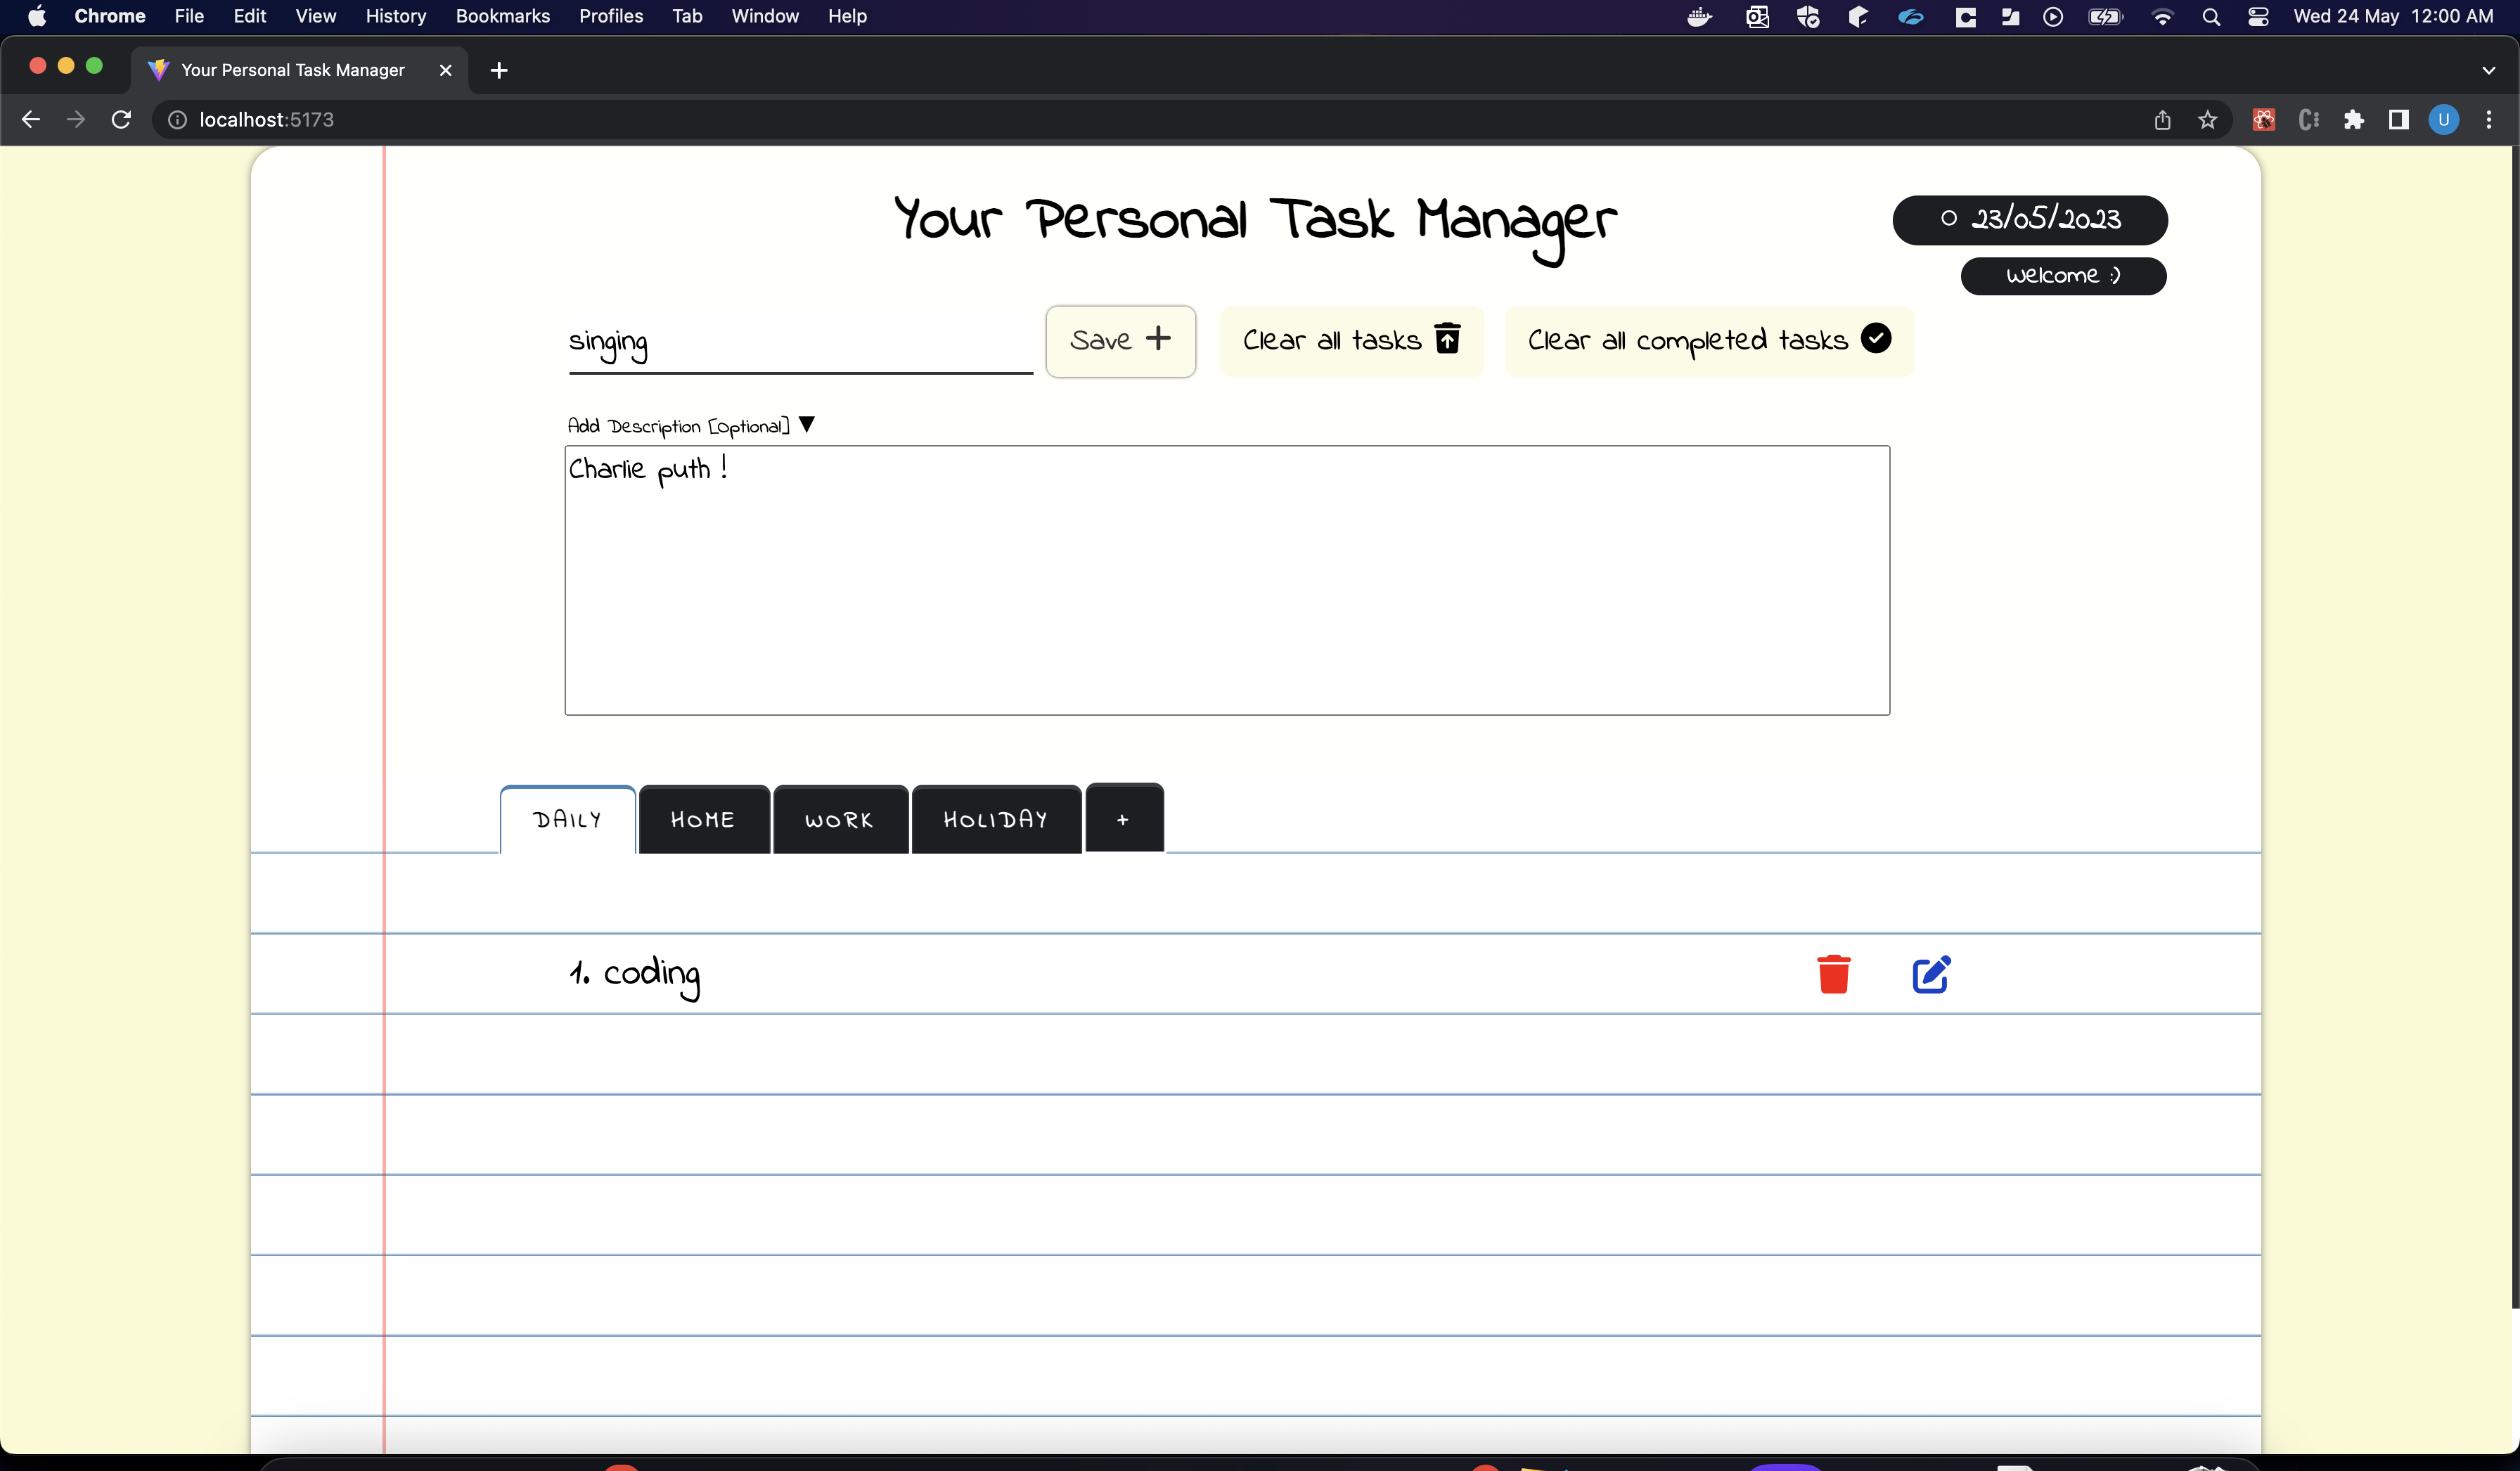 Chrome File Edit View History Bookmarks Profiles Tab Window Help Wed 24 May 12:00 AM
Your Personal Task Manager
localhost:5173 U
Your Personal Task Manager
23/05/2023
Welcome :)
singing Save + Clear all tasks Clear all completed tasks
Add Description [Optional] ▼
Charlie puth !
DAILY HOME WORK HOLIDAY +
1. coding